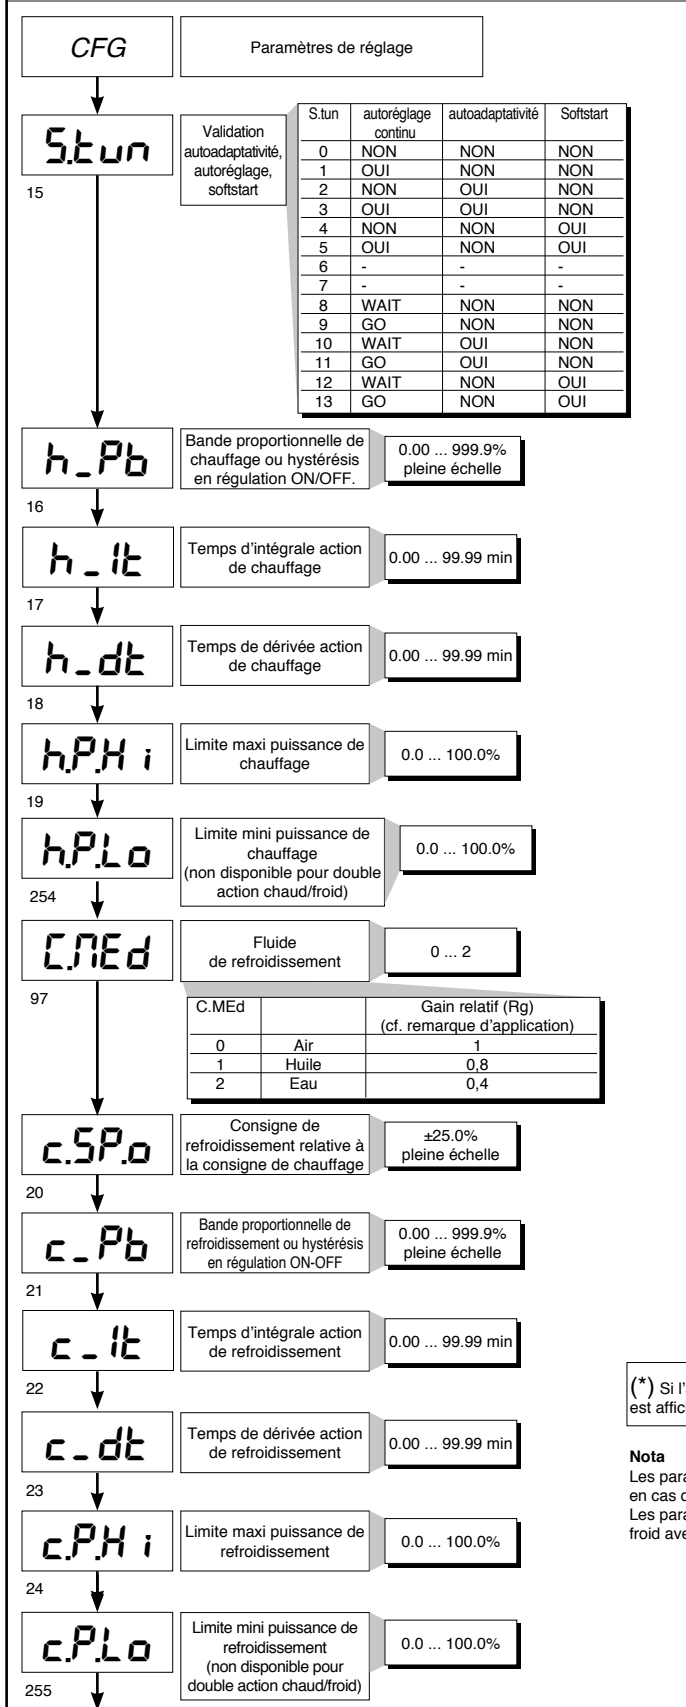 CFG
Paramètres de réglage
S.tun
15
Validation
autoadaptativité,
autoréglage,
softstart
S.tun autoréglage continu autoadaptativité Softstart
0 NON NON NON
1 OUI NON NON
2 NON OUI NON
3 OUI OUI NON
4 NON NON OUI
5 OUI NON OUI
6 - - -
7 - - -
8 WAIT NON NON
9 GO NON NON
10 WAIT OUI NON
11 GO OUI NON
12 WAIT NON OUI
13 GO NON OUI
h_Pb
16
Bande proportionnelle de
chauffage ou hystérésis
en régulation ON/OFF.
0.00 ... 999.9%
pleine échelle
h_It
17
Temps d'intégrale action
de chauffage
0.00 ... 99.99 min
h_dt
18
Temps de dérivée action
de chauffage
0.00 ... 99.99 min
h.P.Hi
19
Limite maxi puissance de
chauffage
0.0 ... 100.0%
h.P.Lo
254
Limite mini puissance de
chauffage
(non disponible pour double
action chaud/froid)
0.0 ... 100.0%
C.MEd
97
Fluide
de refroidissement
0 ... 2
C.MEd Gain relatif (Rg)
(cf. remarque d'application)
0 Air 1
1 Huile 0,8
2 Eau 0,4
c.SP.o
20
Consigne de
refroidissement relative à
la consigne de chauffage
±25.0%
pleine échelle
c_Pb
21
Bande proportionnelle de
refroidissement ou hystérésis
en régulation ON-OFF
0.00 ... 999.9%
pleine échelle
c_It
22
Temps d'intégrale action
de refroidissement
0.00 ... 99.99 min
c_dt
23
Temps de dérivée action
de refroidissement
0.00 ... 99.99 min
c.P.Hi
24
Limite maxi puissance de
refroidissement
0.0 ... 100.0%
c.P.Lo
255
Limite mini puissance de
refroidissement
(non disponible pour
double action chaud/froid)
0.0 ... 100.0%
(*) Si l'
est
Nota
Les
en cas
Les
froid